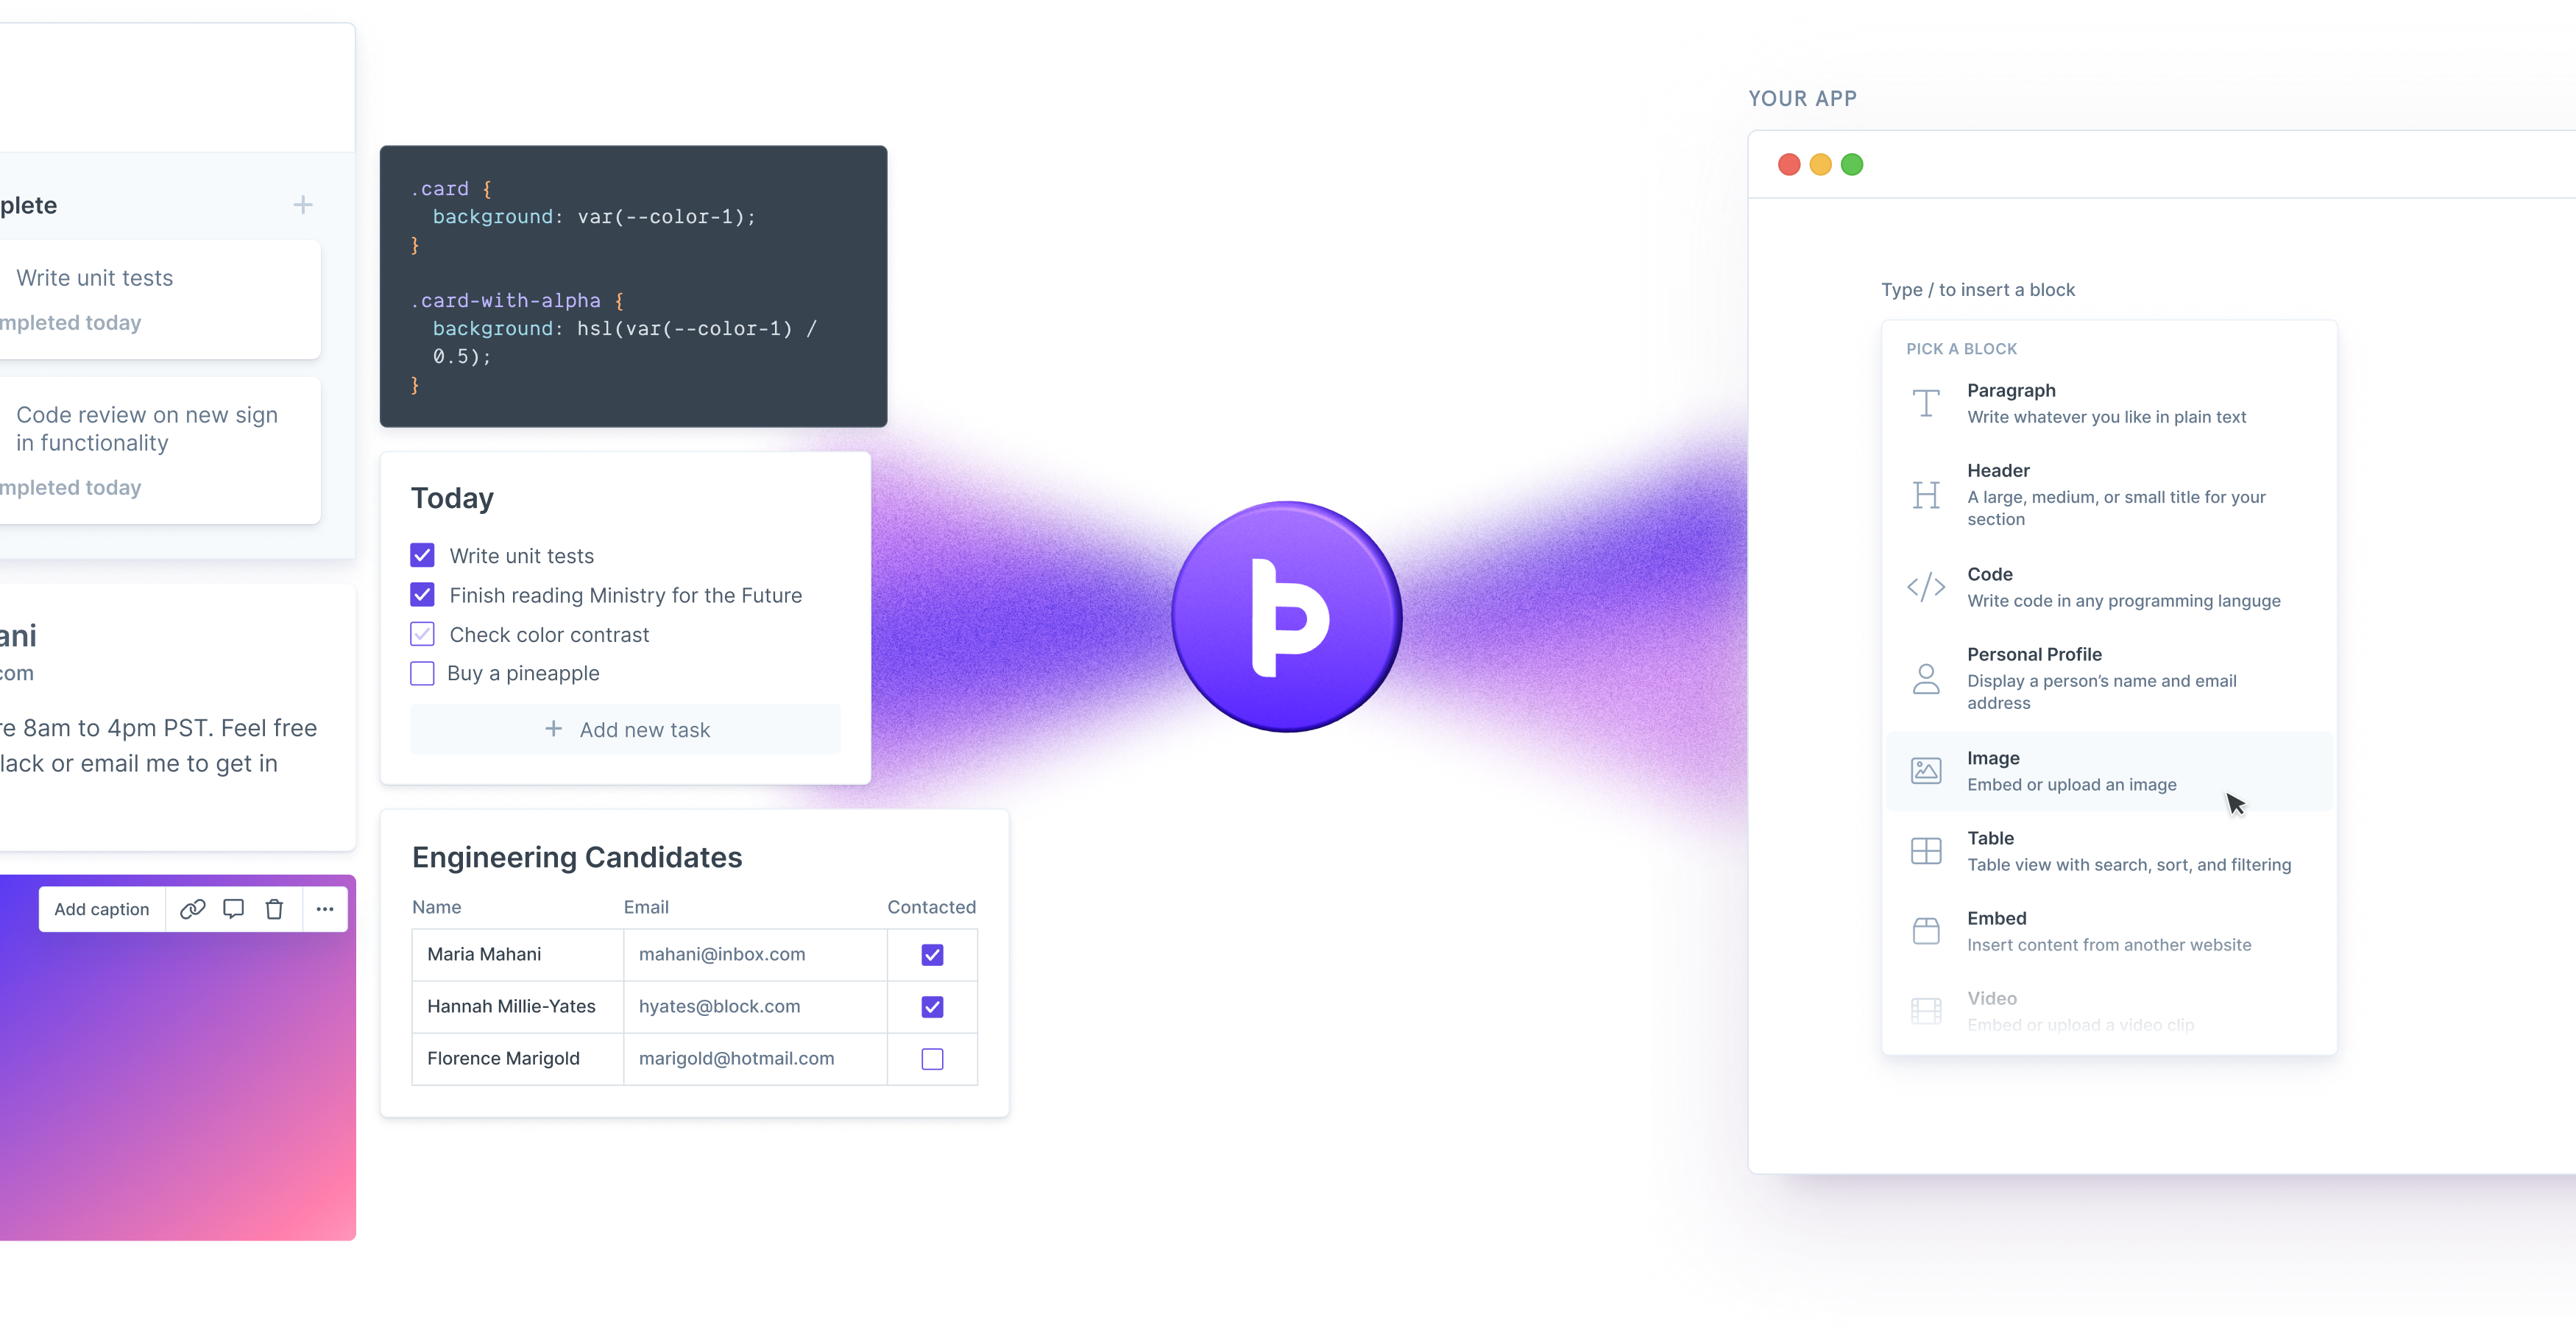 plete
Write unit tests
mpleted today
Code review on new sign
in functionality
mpleted today
ani
com
re 8am to 4pm PST. Feel free
lack or email me to get in
Add caption
.card {
background: var(--color-1);
}
.card-with-alpha {
background: hsl(var(--color-1) /
0.5);
}
Today
Write unit tests
Finish reading Ministry for the Future
Check color contrast
Buy a pineapple
+ Add new task
Engineering Candidates
Name Email Contacted
Maria Mahani mahani@inbox.com
Hannah Millie-Yates hyates@block.com
Florence Marigold marigold@hotmail.com
YOUR APP
Type / to insert a block
PICK A BLOCK
Paragraph
Write whatever you like in plain text
Header
A large, medium, or small title for your
section
Code
Write code in any programming languge
Personal Profile
Display a person’s name and email
address
Image
Embed or upload an image
Table
Table view with search, sort, and filtering
Embed
Insert content from another website
Video
Embed or upload a video clip